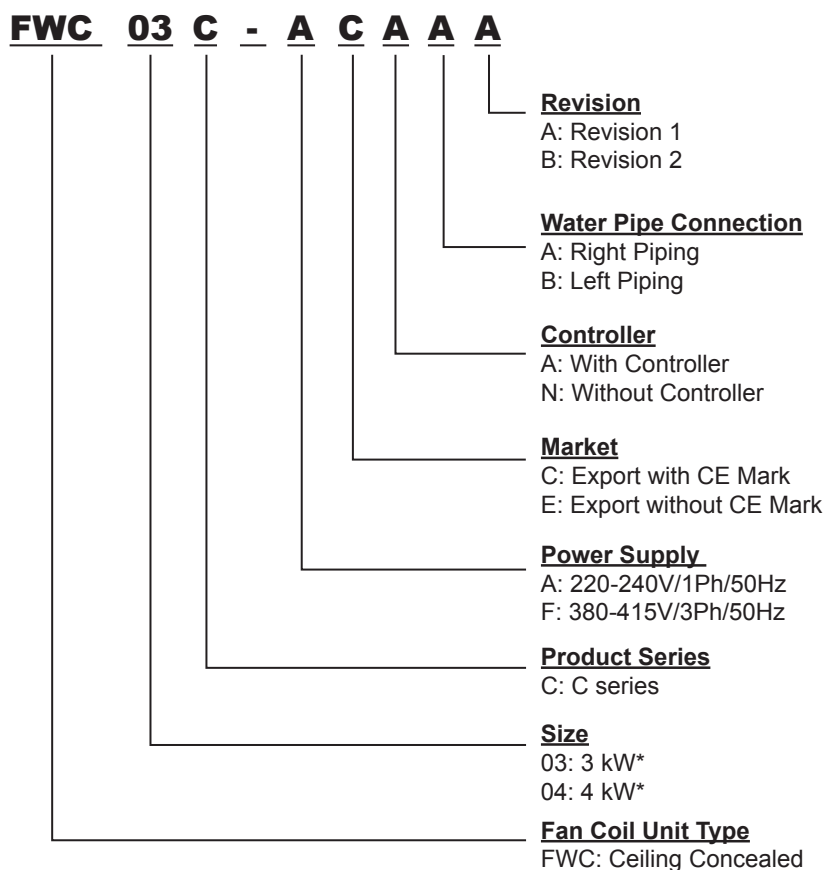 FWC 03 C - A C A A A
Revision
A: Revision 1
B: Revision 2
Water Pipe Connection
A: Right Piping
B: Left Piping
Controller
A: With Controller
N: Without Controller
Market
C: Export with CE Mark
E: Export without CE Mark
Power Supply
A: 220-240V/1Ph/50Hz
F: 380-415V/3Ph/50Hz
Product Series
C: C series
Size
03: 3 kW*
04: 4 kW*
Fan Coil Unit Type
FWC: Ceiling Concealed